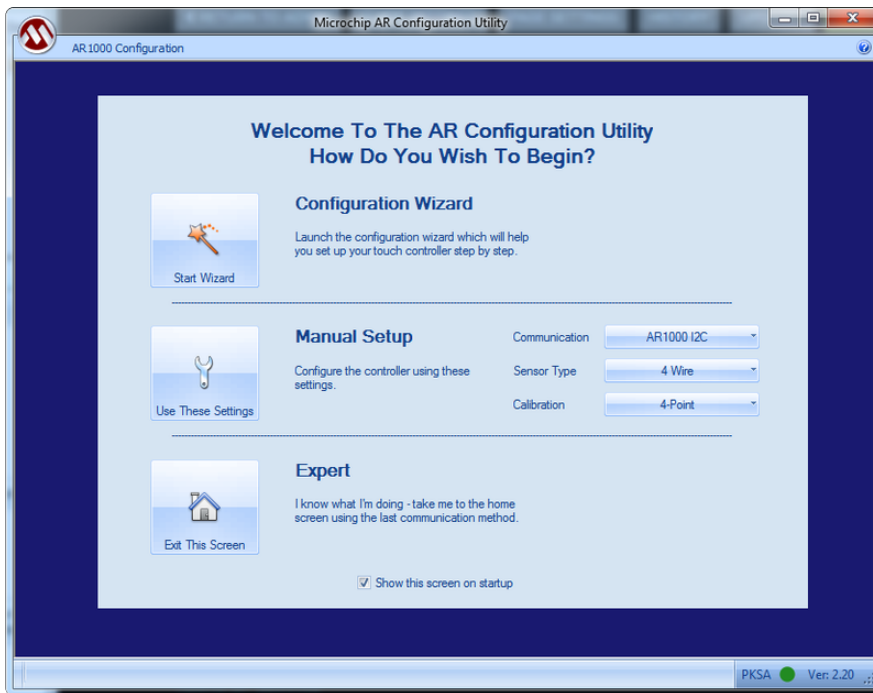 Microchip AR Configuration Utility
AR1000 Configuration
Welcome To The AR Configuration Utility
How Do You Wish To Begin?
Configuration Wizard
Launch the configuration wizard which will help
you set up your touch controller step by step.
Start Wizard
Manual Setup
Configure the controller using these
settings.
Use These Settings
Communication AR1000 I2C
Sensor Type 4 Wire
Calibration 4-Point
Expert
I know what I'm doing - take me to the home
screen using the last communication method.
Exit This Screen
Show this screen on startup
PKSA Ver: 2.20